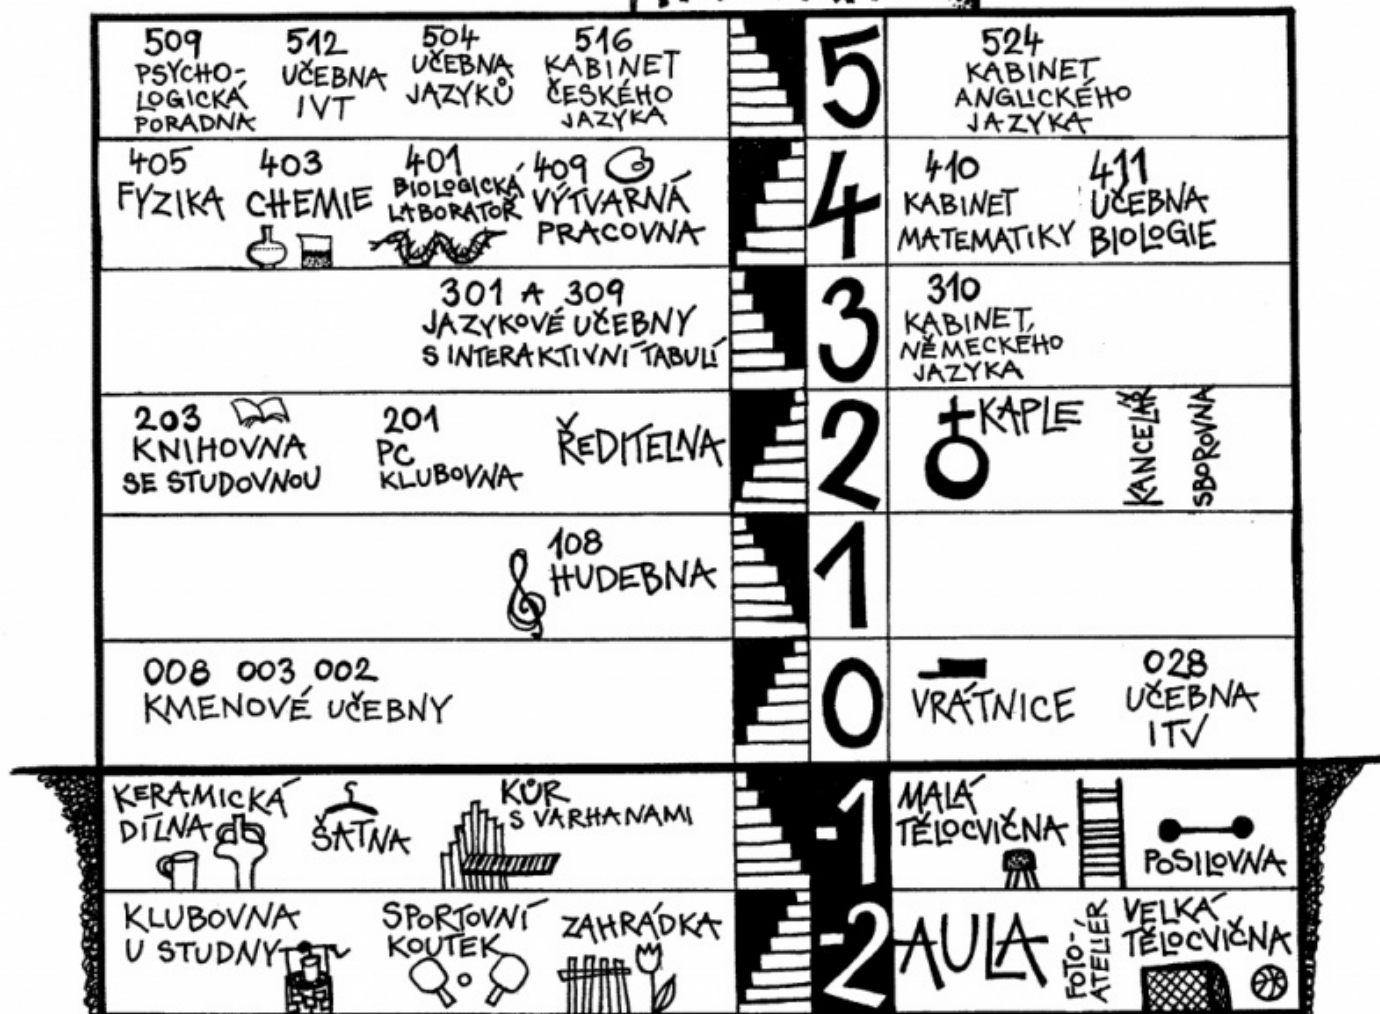 509
PSYCHO-
LOGICKÁ
PORADNA
512
UČEBNA
IVT
504
UČEBNA
JAZYKŮ
516
KABINET
ČESKÉHO
JAZYKA
5
524
KABINET
ANGLICKÉHO
JAZYKA
405
FYZIKA
403
CHEMIE
401
BIOLOGICKÁ
LABORATOŘ
409
VÝTVARNÁ
PRACOVNA
4
410
KABINET
MATEMATIKY
411
UČEBNA
BIOLOGIE
301 A 309
JAZYKOVÉ UČEBNY
S INTERAKTIVNÍ TABULÍ
3
310
KABINET
NĚMECKÉHO
JAZYKA
203
KNIHOVNA
SE STUDOVNOU
201
PC
KLUBOVNA
ŘEDITELNA
2
KAPLE
KANCELÁŘ
SBOROVNA
108
HUDEBNA
1
008 003 002
KMENOVÉ UČEBNY
0
VRÁTNICE
028
UČEBNA
ITV
KERAMICKÁ
DÍLNA
ŠATNA
KŮR
S VARHANAMI
-1
MALÁ
TĚLOCVIČNA
POSILOVNA
KLUBOVNA
U STUDNY
SPORTOVNÍ
KOUTEK
ZAHRÁDKA
-2
AULA
FOTO-
ATELIÉR
VELKÁ
TĚLOCVIČNA